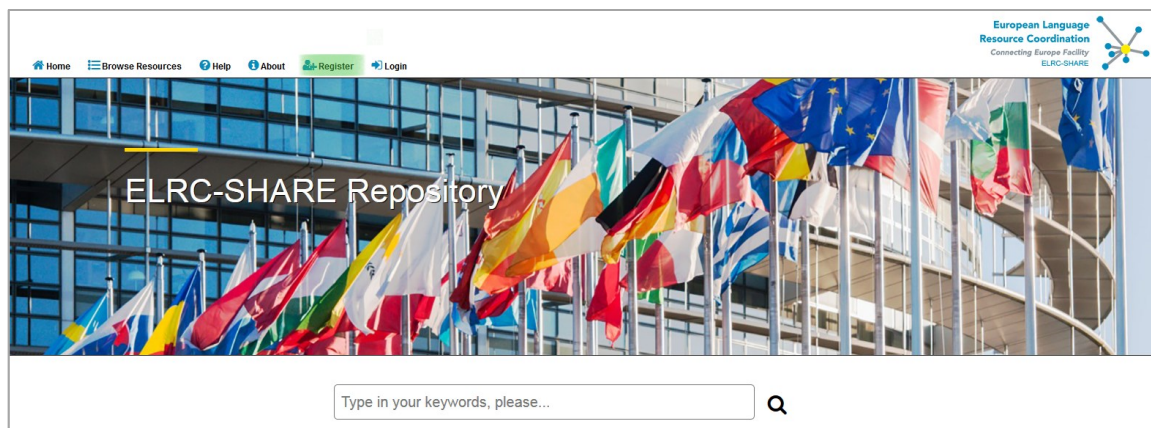 European Language
Resource Coordination
Connecting Europe Facility
ELRC-SHARE
Home Browse Resources Help About Register Login
ELRC-SHARE Repository
Type in your keywords, please...